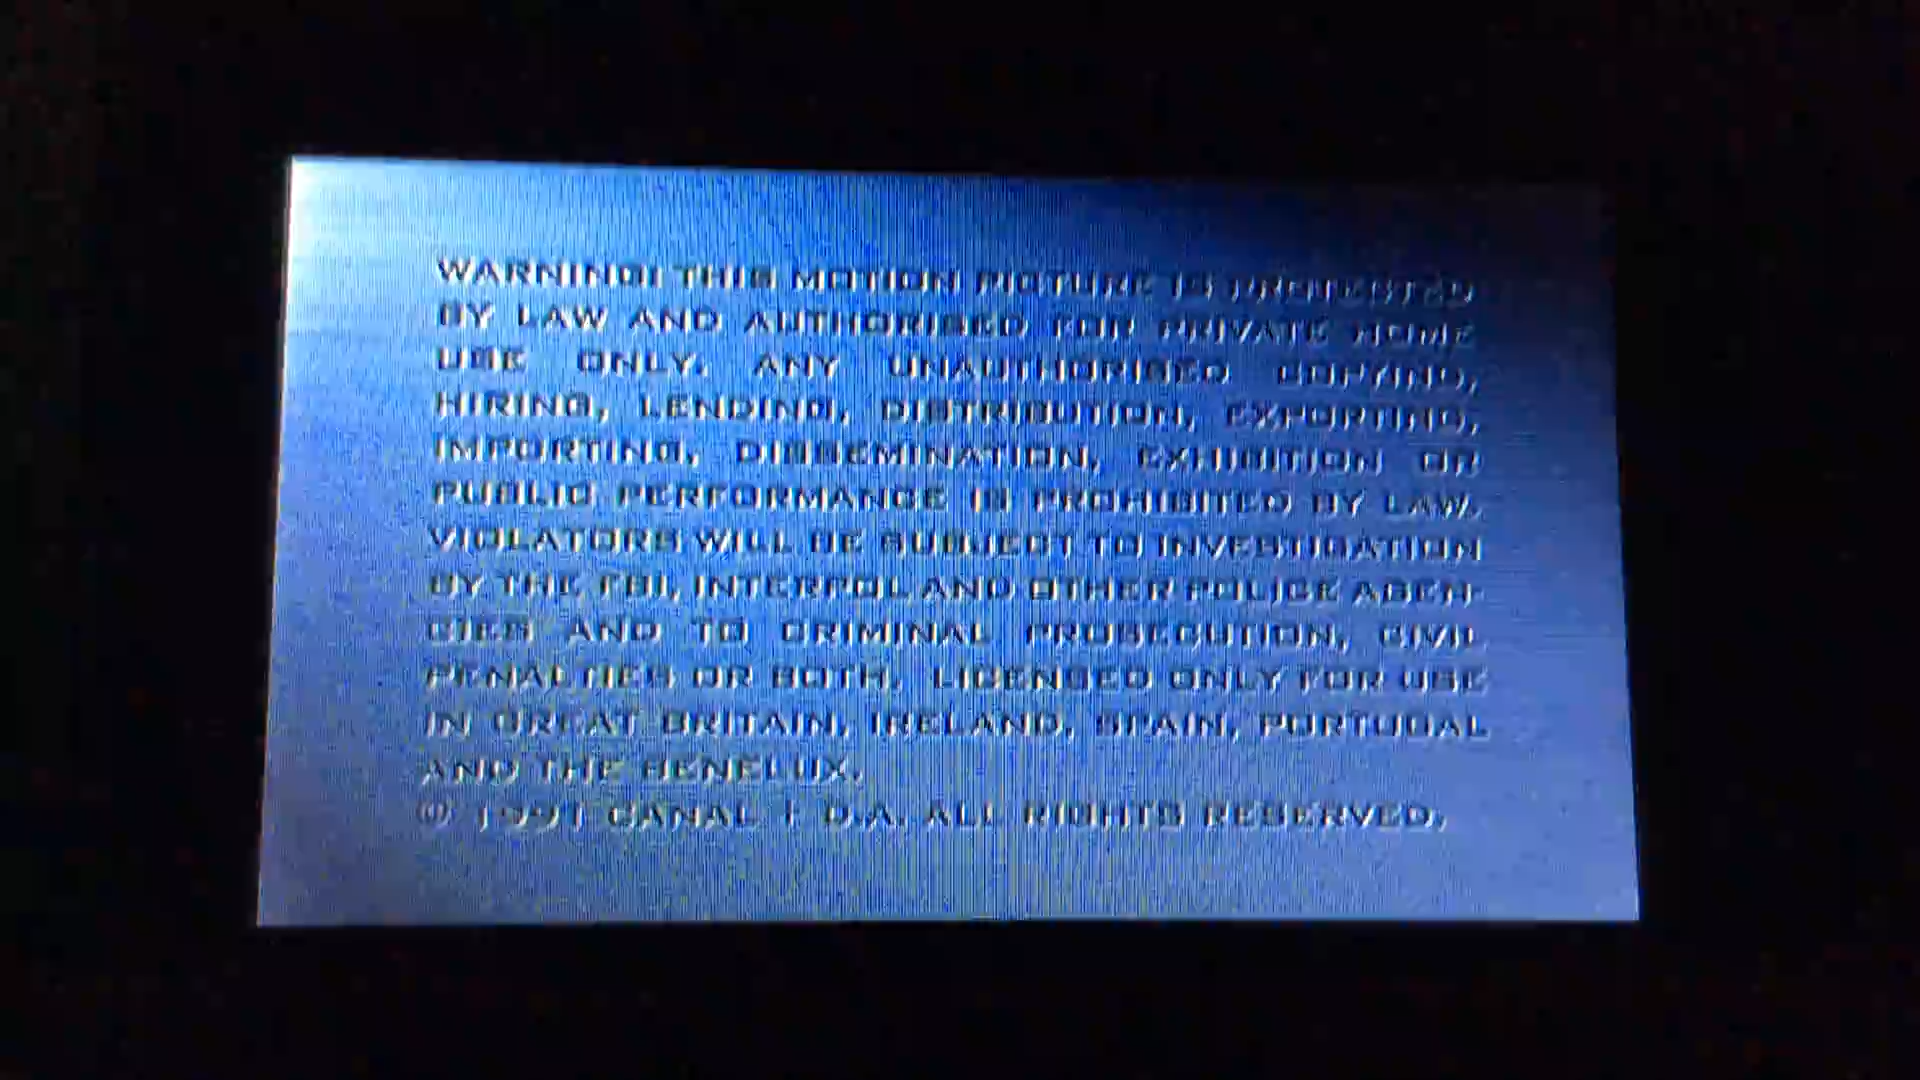 WARNING! THIS MOTION PICTURE IS PROTECTED
BY LAW AND AUTHORISED FOR PRIVATE HOME
USE ONLY. ANY UNAUTHORISED COPYING,
HIRING, LENDING, DISTRIBUTION, EXPORTING,
IMPORTING, DISSEMINATION, EXHIBITION OR
PUBLIC PERFORMANCE IS PROHIBITED BY LAW.
VIOLATORS WILL BE SUBJECT TO INVESTIGATION
BY THE FBI, INTERPOL AND OTHER POLICE AGEN-
CIES AND TO CRIMINAL PROSECUTION, CIVIL
PENALTIES OR BOTH. LICENSED ONLY FOR USE
IN GREAT BRITAIN, IRELAND, SPAIN, PORTUGAL
AND THE BENELUX.
© 1991 CANAL + D.A. ALL RIGHTS RESERVED.